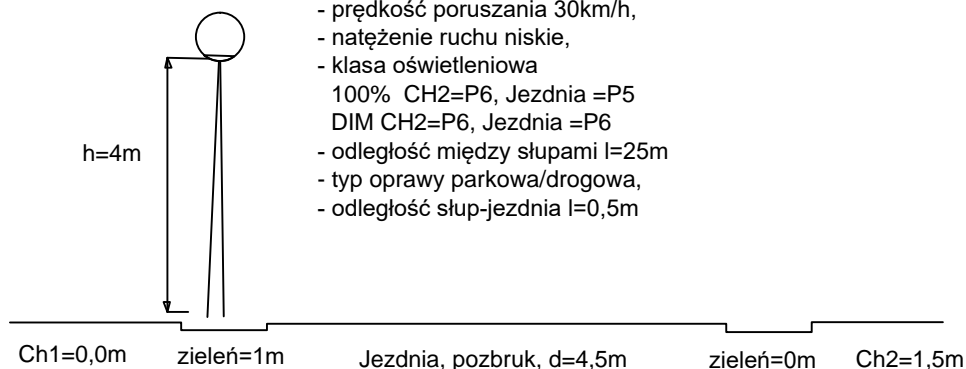 - prędkość poruszania 30km/h,
- natężenie ruchu niskie,
- klasa oświetleniowa
100% CH2=P6, Jezdnia =P5
DIM CH2=P6, Jezdnia =P6
- odległość między słupami l=25m
- typ oprawy parkowa/drogowa,
- odległość słup-jezdnia l=0,5m
h=4m
Ch1=0,0m zieleń=1m Jezdnia, pozbruk, d=4,5m zieleń=0m Ch2=1,5m